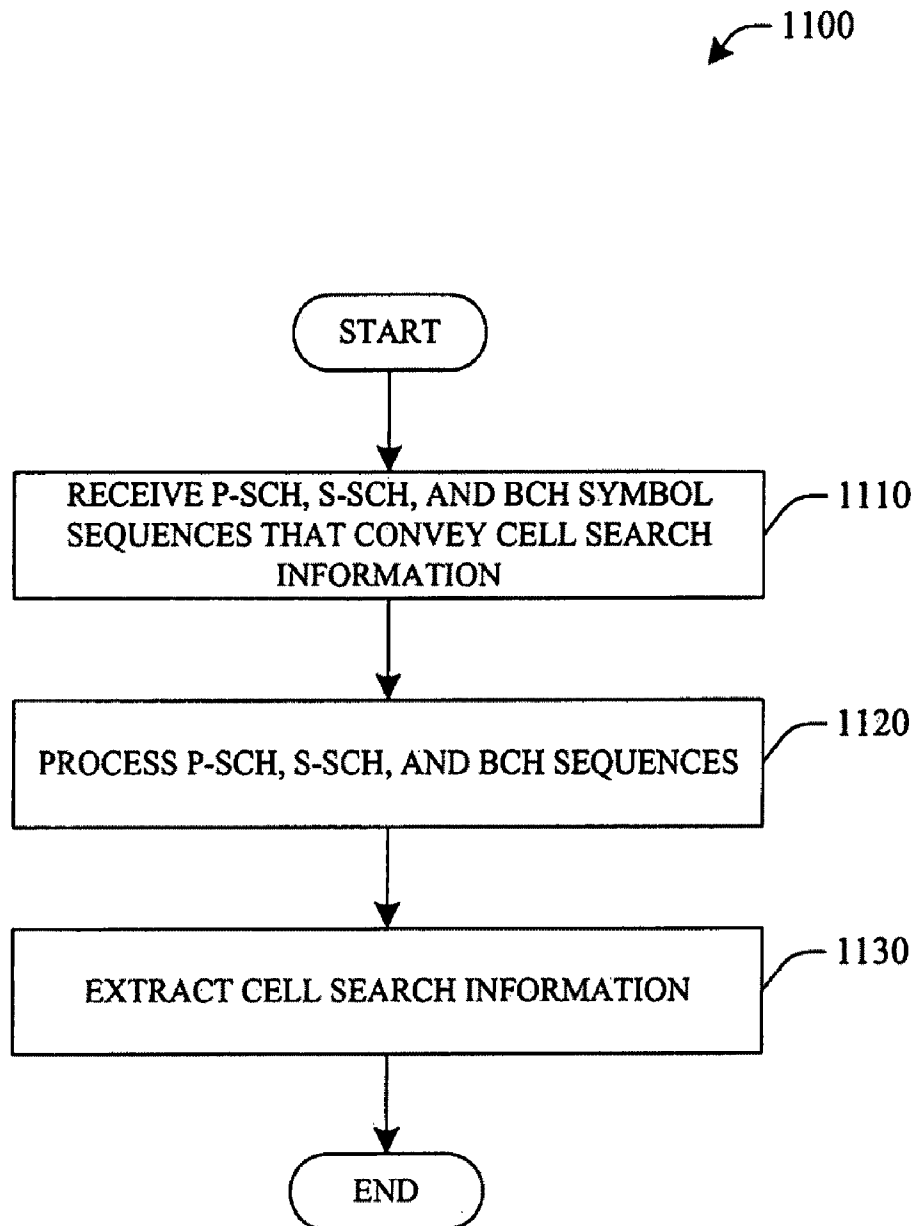 1100
START
RECEIVE P-SCH, S-SCH, AND BCH SYMBOL
SEQUENCES THAT CONVEY CELL SEARCH
INFORMATION
1110
PROCESS P-SCH, S-SCH, AND BCH SEQUENCES
1120
EXTRACT CELL SEARCH INFORMATION
1130
END